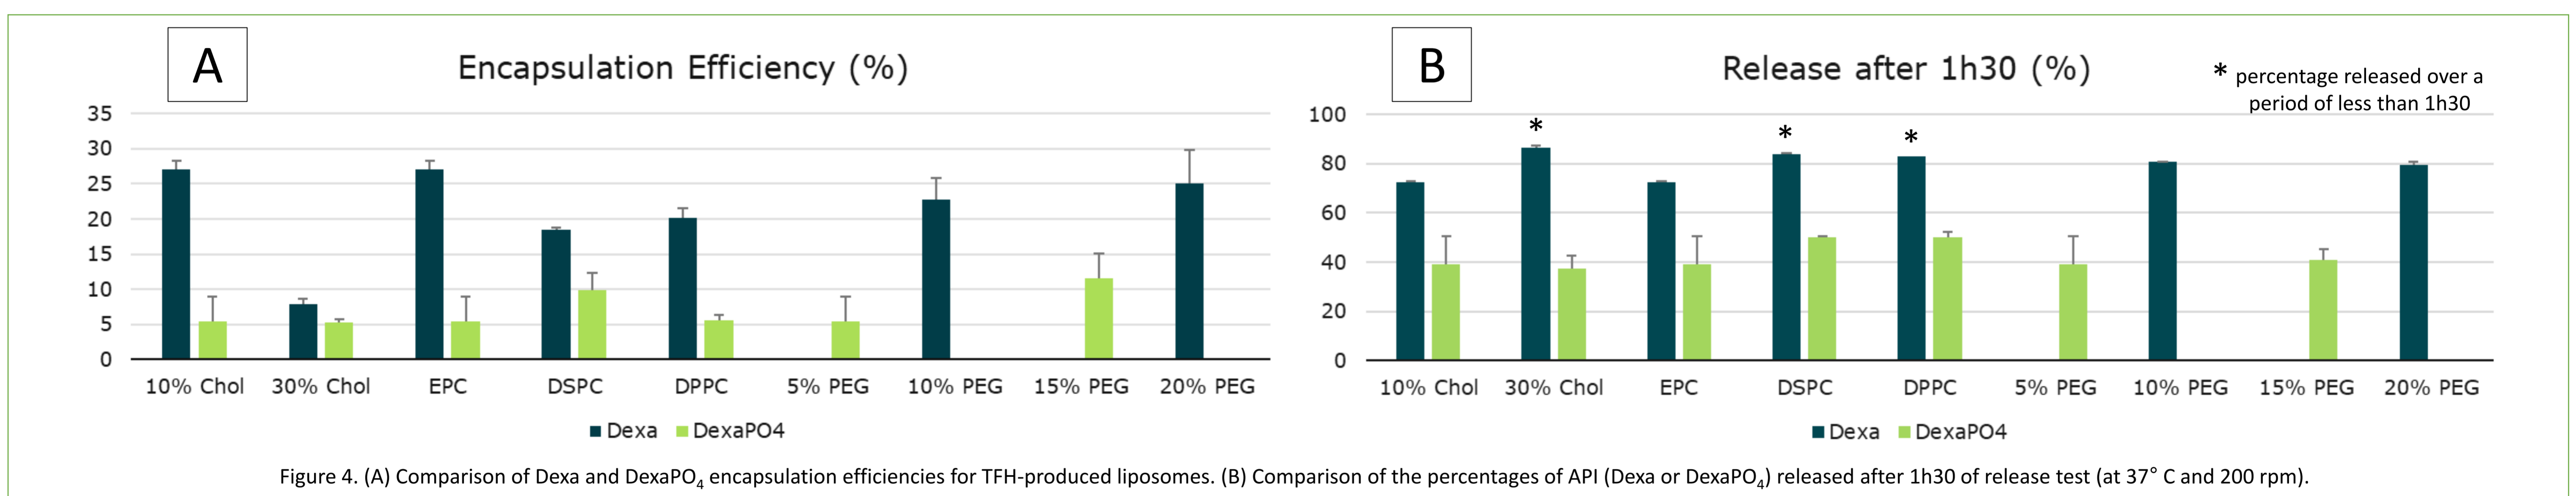 A
Encapsulation Efficiency (%)
35
30
25
20
15
10
5
0
10% Chol 30% Chol EPC DSPC DPPC 5% PEG 10% PEG 15% PEG 20% PEG
Dexa DexaPO4
B
Release after 1h30 (%)
* percentage released over a
period of less than 1h30
100
80
60
40
20
0
* * *
10% Chol 30% Chol EPC DSPC DPPC 5% PEG 10% PEG 15% PEG 20% PEG
Dexa DexaPO4
Figure 4. (A) Comparison of Dexa and DexaPO₄ encapsulation efficiencies for TFH-produced liposomes. (B) Comparison of the percentages of API (Dexa or DexaPO₄) released after 1h30 of release test (at 37° C and 200 rpm).